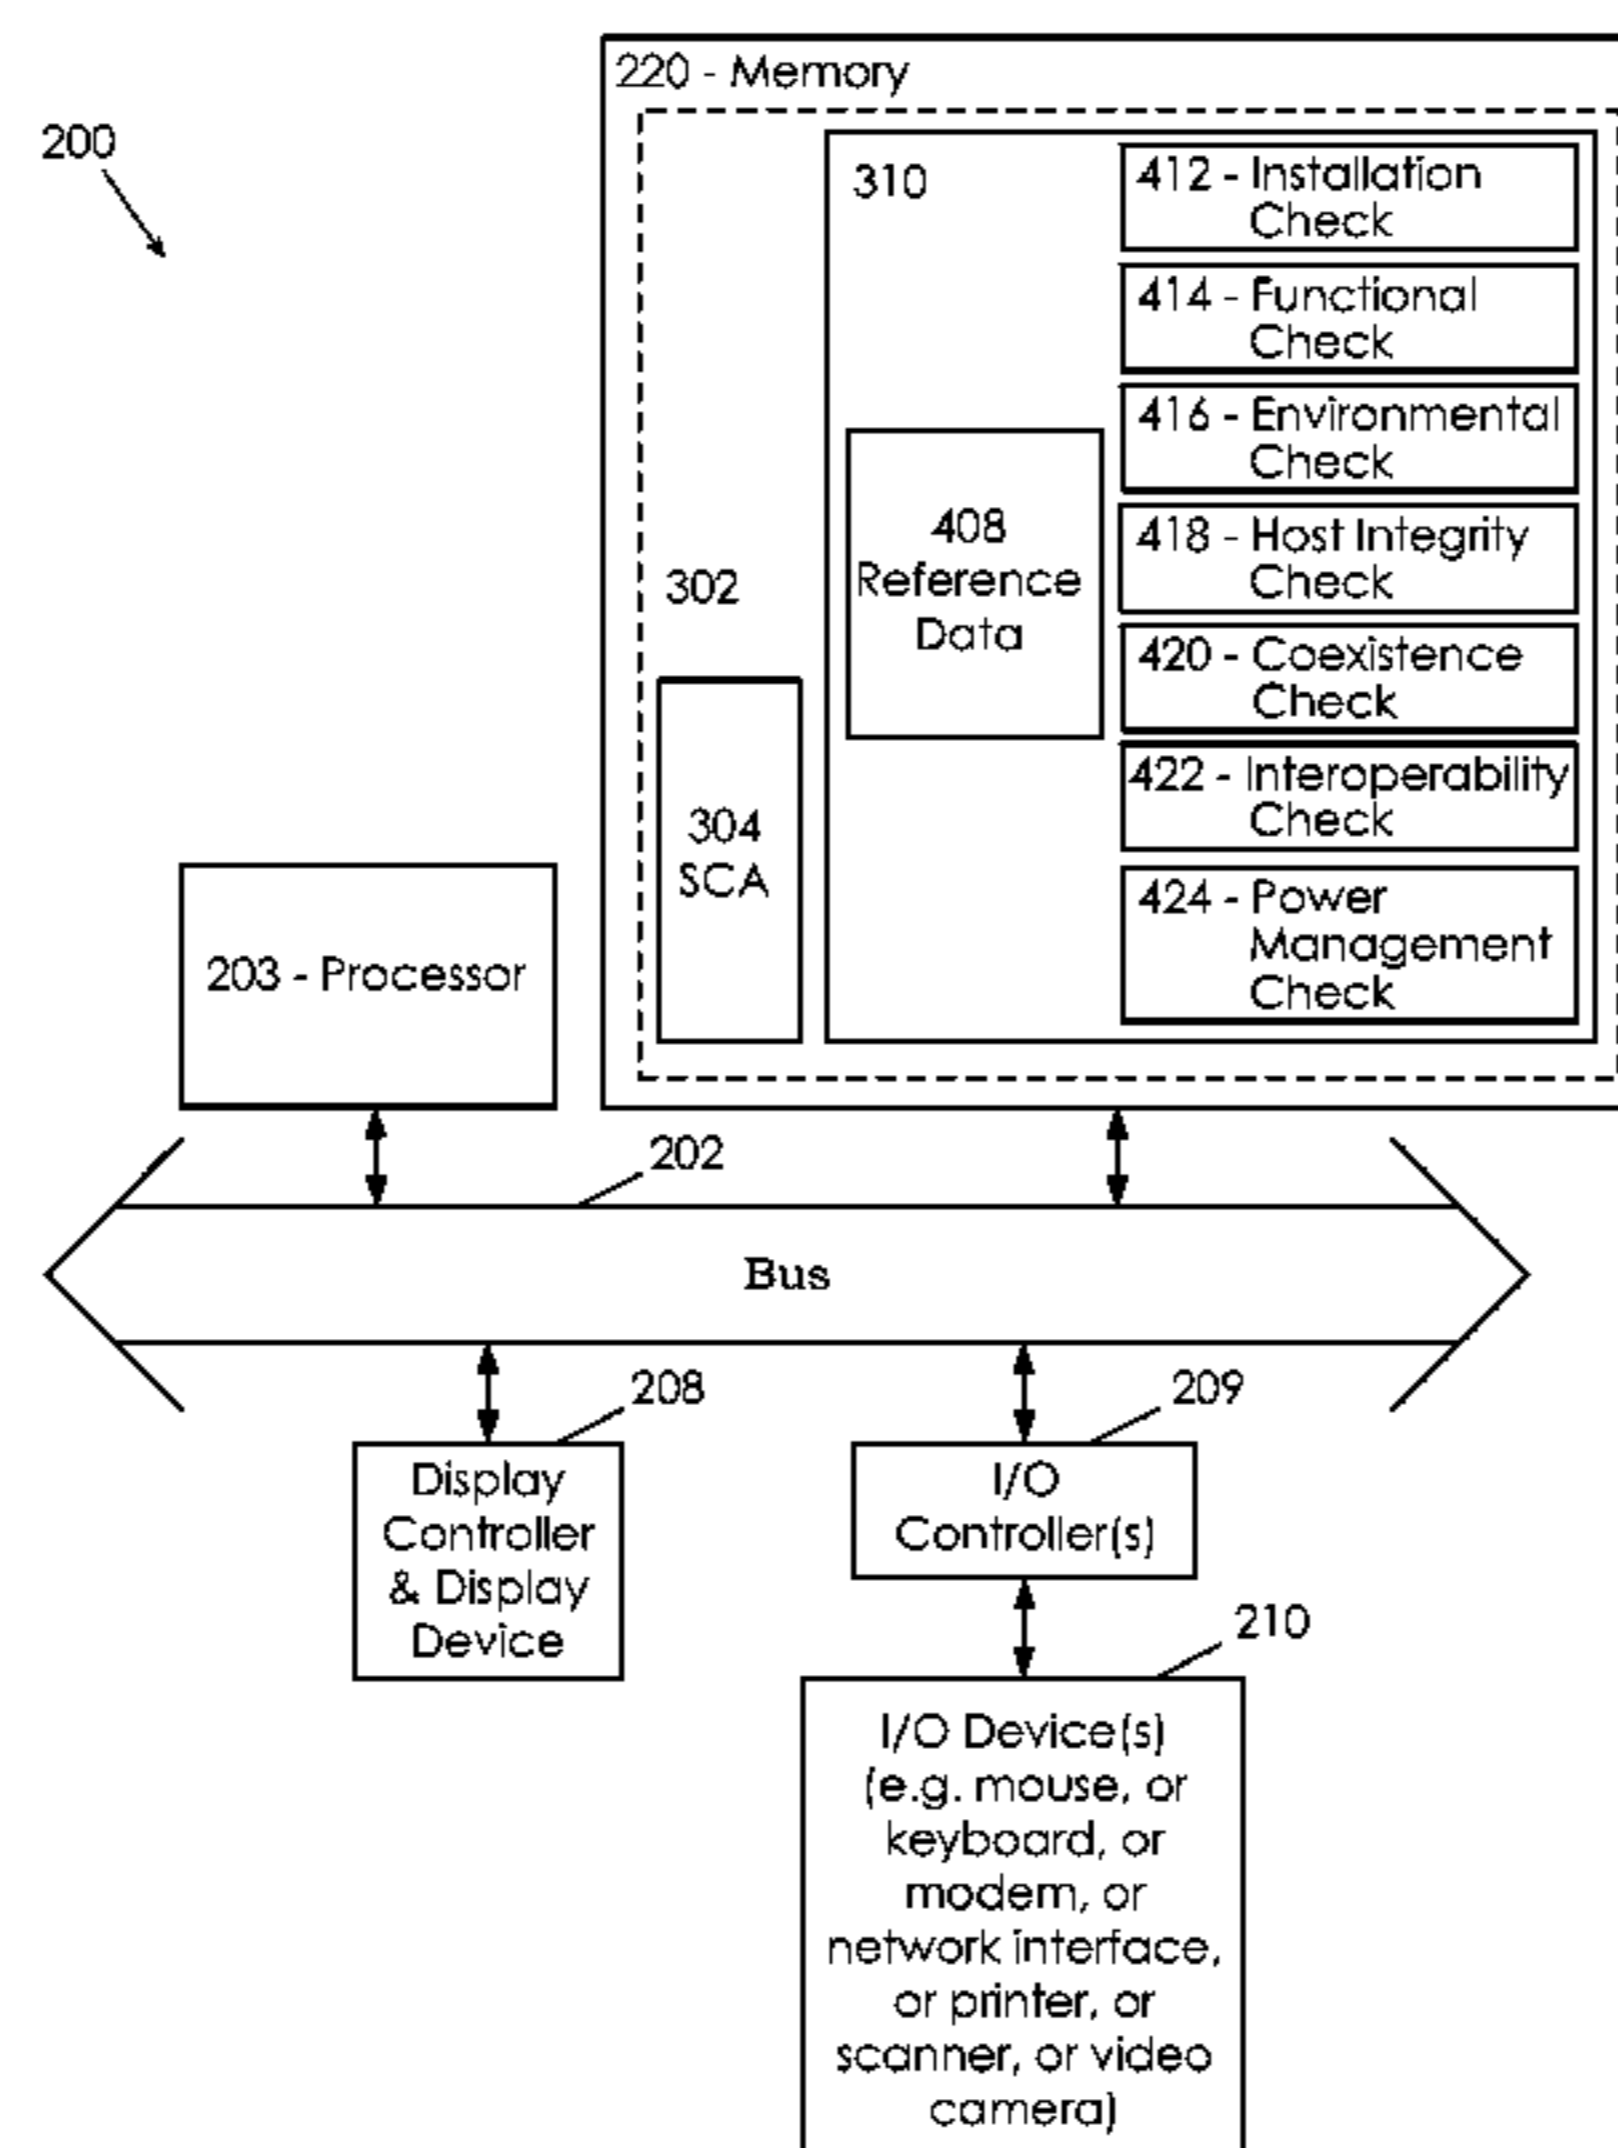 220 - Memory
200
310
412 - Installation
Check
414 - Functional
Check
416 - Environmental
Check
408
Reference
Data
418 - Host Integrity
Check
302
420 - Coexistence
Check
422 - Interoperability
Check
304
SCA
424 - Power
Management
Check
203 - Processor
202
Bus
208
209
Display
Controller
& Display
Device
I/O
Controller(s)
210
I/O Device(s)
(e.g. mouse, or
keyboard, or
modem, or
network interface,
or printer, or
scanner, or video
camera)